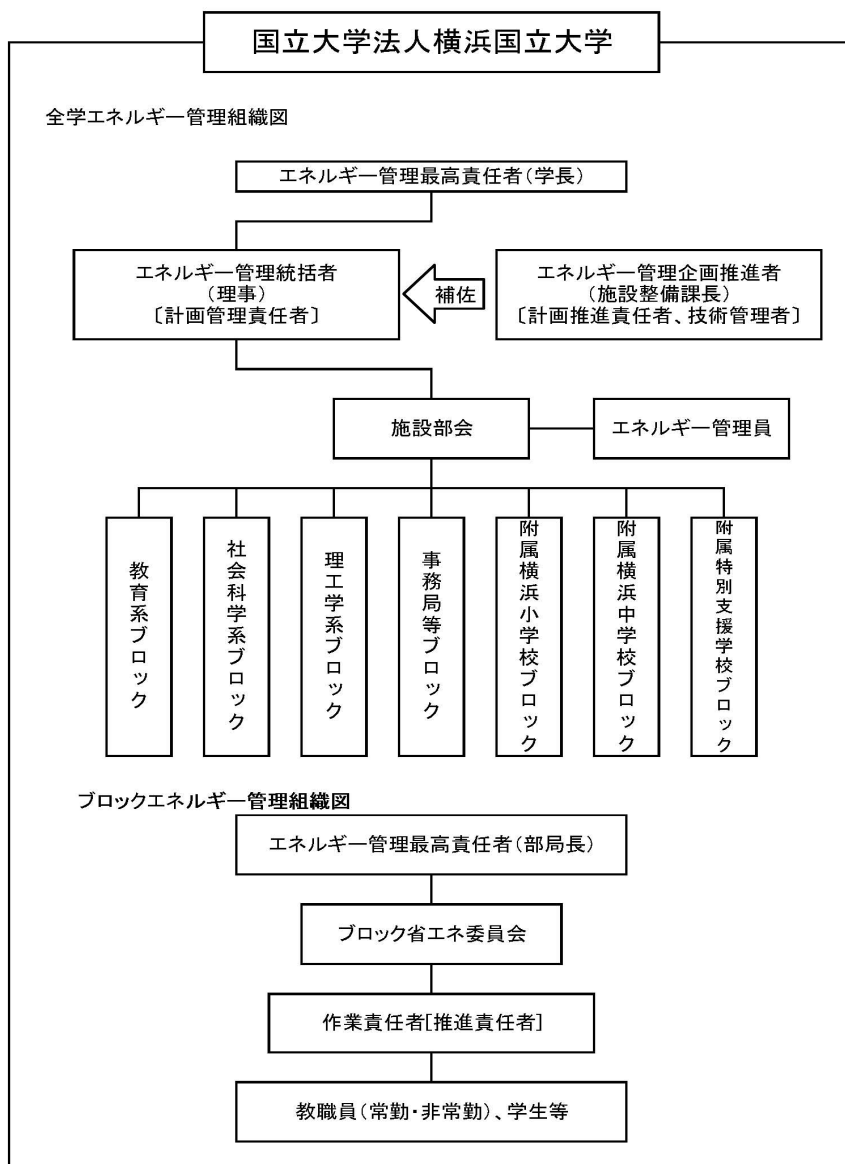 国立大学法人横浜国立大学
全学エネルギー管理組織図
エネルギー管理最高責任者(学長)
エネルギー管理統括者
(理事)
〔計画管理責任者〕
補佐
エネルギー管理企画推進者
(施設整備課長)
〔計画推進責任者、技術管理者〕
施設部会
エネルギー管理員
教育系ブロック
社会科学系ブロック
理工学系ブロック
事務局等ブロック
附属横浜小学校ブロック
附属横浜中学校ブロック
附属特別支援学校ブロック
ブロックエネルギー管理組織図
エネルギー管理最高責任者(部局長)
ブロック省エネ委員会
作業責任者[推進責任者]
教職員(常勤・非常勤)、学生等